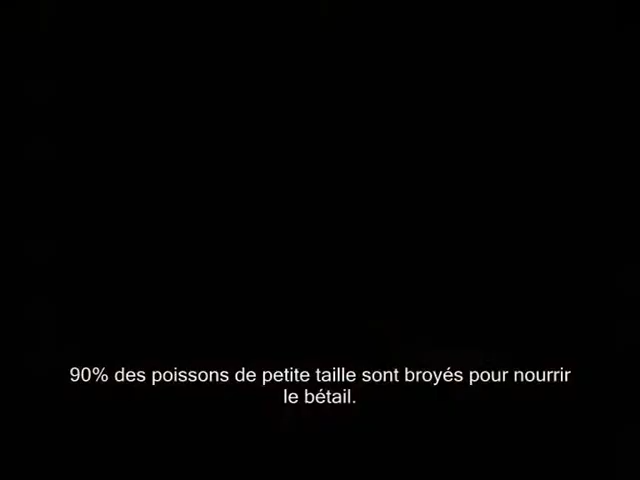 90% des poissons de petite taille sont broyés pour nourrir
le bétail.